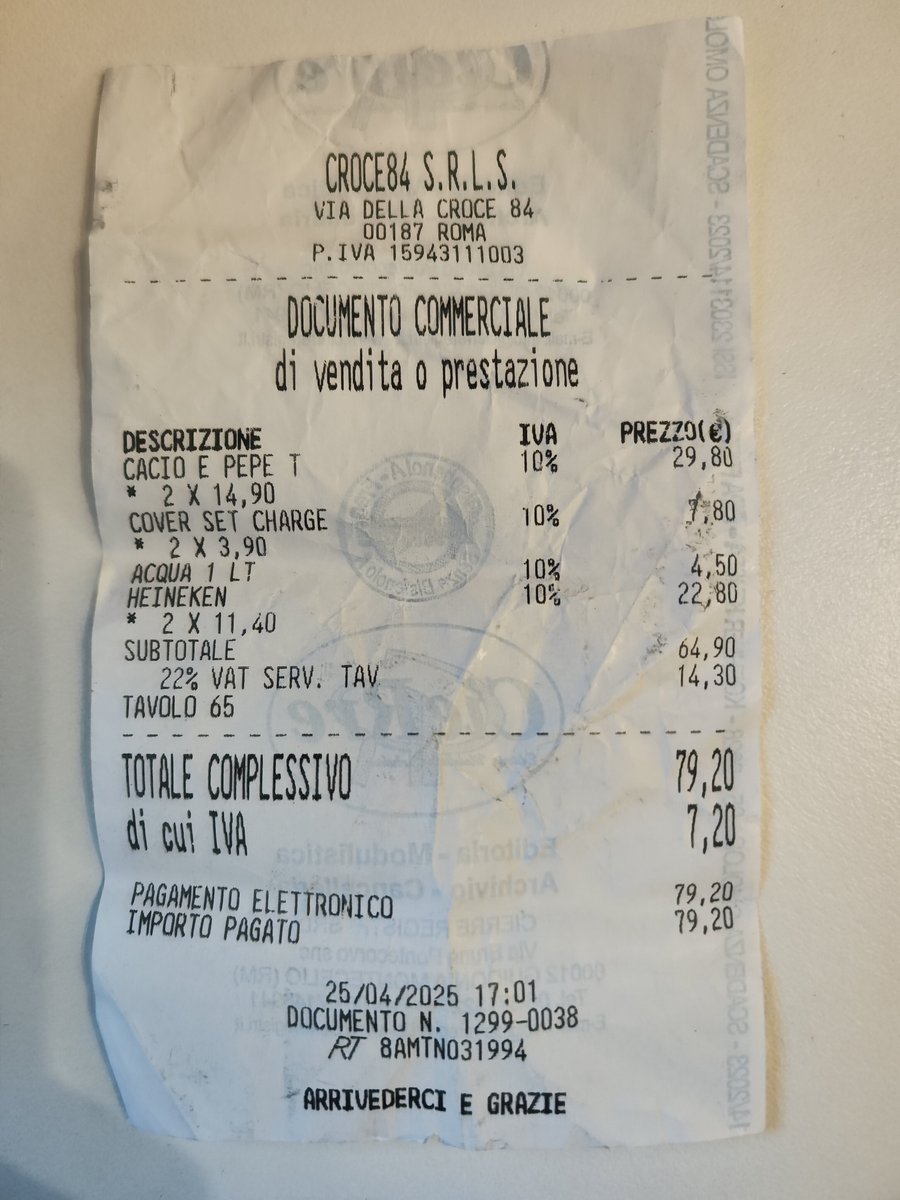 CROCE84 S.R.L.S.
VIA DELLA CROCE 84
00187 ROMA
P.IVA 15943111003
DOCUMENTO COMMERCIALE
di vendita o prestazione
DESCRIZIONE IVA PREZZO(€)
CACIO E PEPE T 10% 29,80
* 2 X 14,90
COVER SET CHARGE 10% 7,80
* 2 X 3,90
ACQUA 1 LT 10% 4,50
HEINEKEN 10% 22,80
* 2 X 11,40
SUBTOTALE 64,90
22% VAT SERV. TAV 14,30
TAVOLO 65
TOTALE COMPLESSIVO 79,20
di cui IVA 7,20
PAGAMENTO ELETTRONICO 79,20
IMPORTO PAGATO 79,20
25/04/2025 17:01
DOCUMENTO N. 1299-0038
RT 8AMTN031994
ARRIVEDERCI E GRAZIE